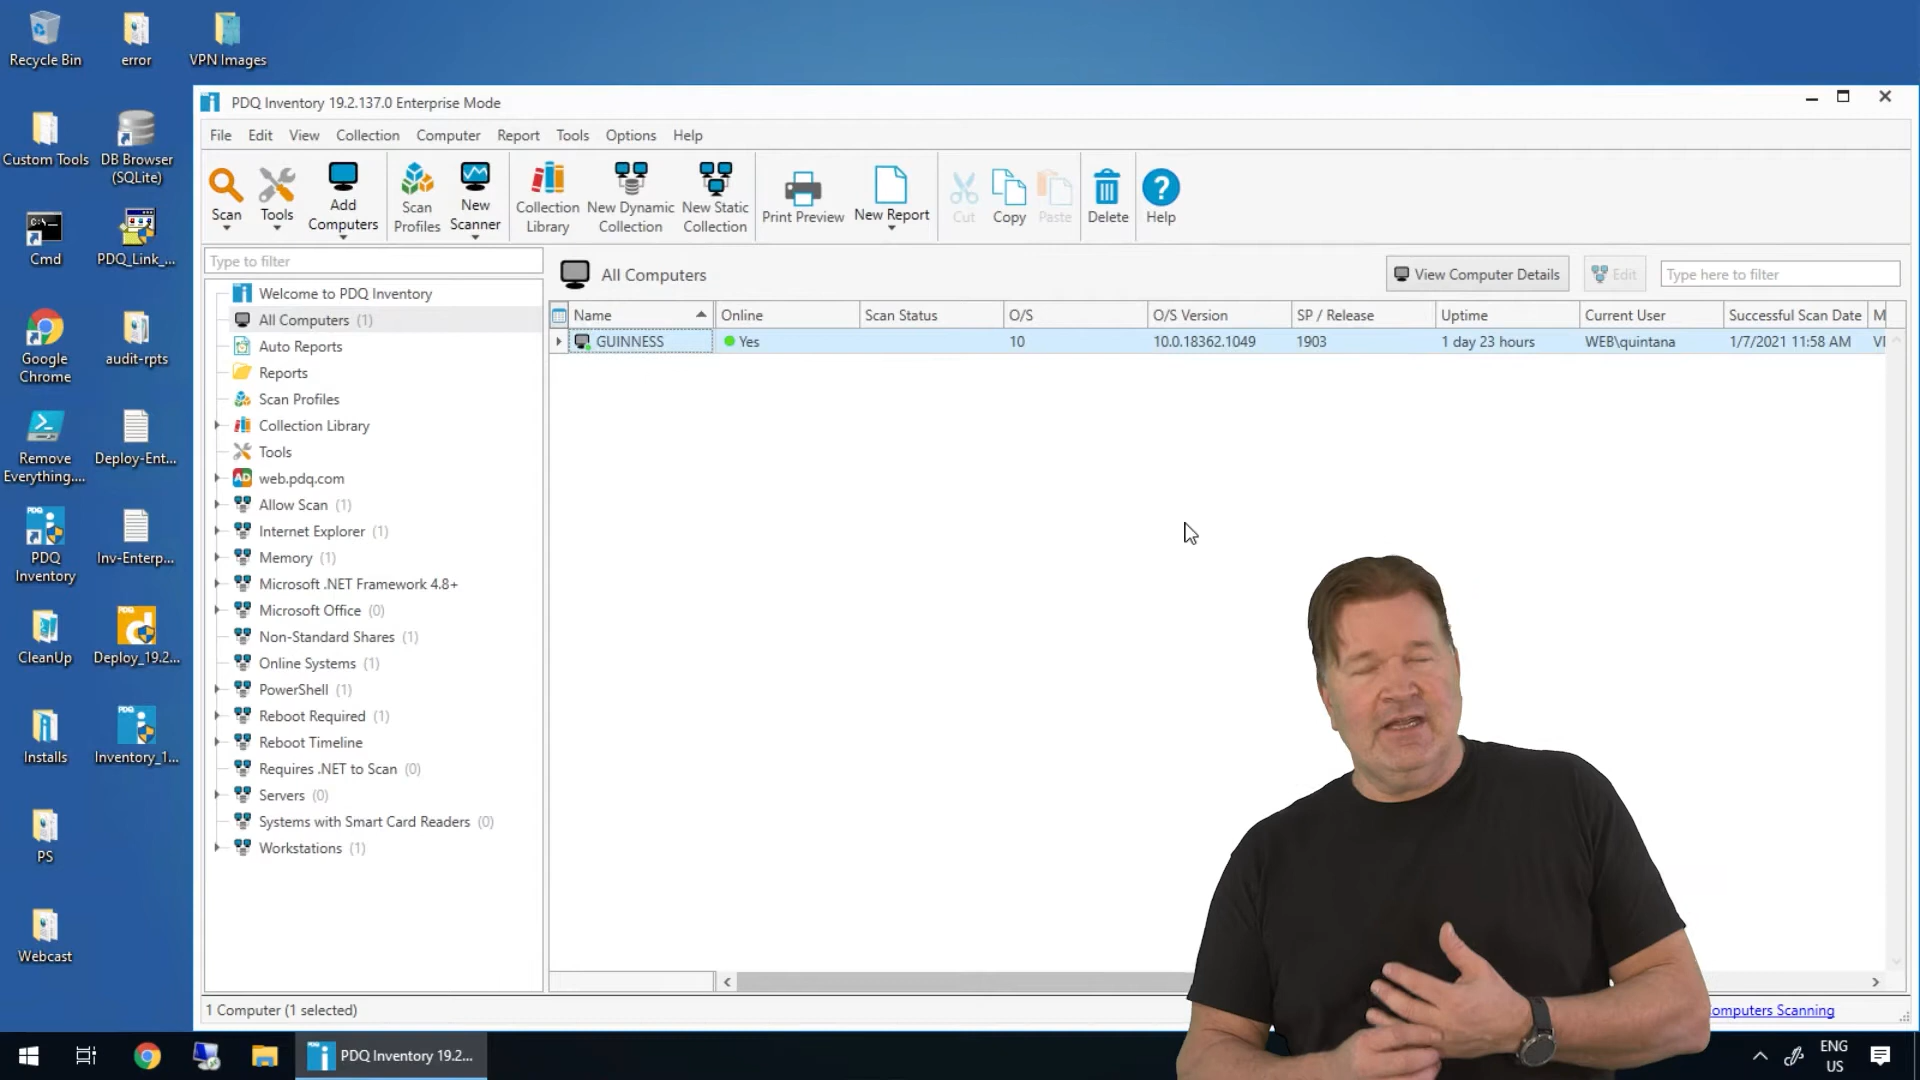 Recycle Bin
error
VPN Images
Custom Tools
DB Browser
(SQLite)
Cmd
PDQ_Link_...
Google
Chrome
audit-rpts
Remove
Everything....
Deploy-Ent...
PDQ
Inventory
Inv-Enterp...
CleanUp
Deploy_19.2...
Installs
Inventory_1...
PS
Webcast
PDQ Inventory 19.2.137.0 Enterprise Mode
File Edit View Collection Computer Report Tools Options Help
Scan
Tools
Add
Computers
Scan
Profiles
New
Scanner
Collection
Library
New Dynamic
Collection
New Static
Collection
Print Preview
New Report
Cut
Copy
Paste
Delete
Help
Type to filter
Welcome to PDQ Inventory
All Computers (1)
Auto Reports
Reports
Scan Profiles
Collection Library
Tools
AD web.pdq.com
Allow Scan (1)
Internet Explorer (1)
Memory (1)
Microsoft .NET Framework 4.8+
Microsoft Office (0)
Non-Standard Shares (1)
Online Systems (1)
PowerShell (1)
Reboot Required (1)
Reboot Timeline
Requires .NET to Scan (0)
Servers (0)
Systems with Smart Card Readers (0)
Workstations (1)
All Computers
View Computer Details
Edit
Type here to filter
Name Online Scan Status O/S O/S Version SP / Release Uptime Current User Successful Scan Date M
GUINNESS Yes 10 10.0.18362.1049 1903 1 day 23 hours WEB\quintana 1/7/2021 11:58 AM VI
1 Computer (1 selected)
omputers Scanning
PDQ Inventory 19.2...
ENG
US